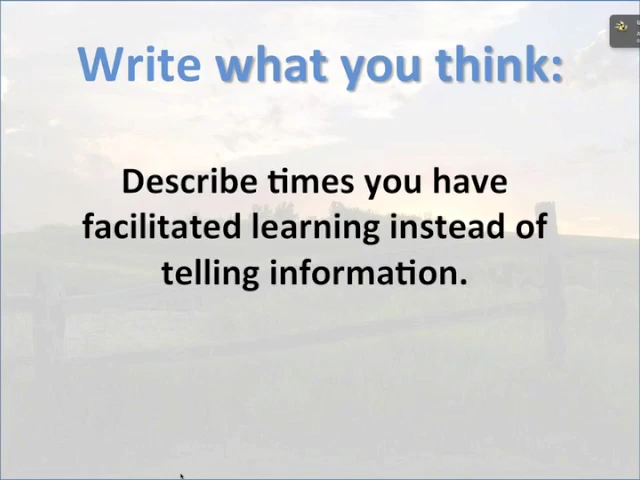 Write what you think:
Describe times you have
facilitated learning instead of
telling information.